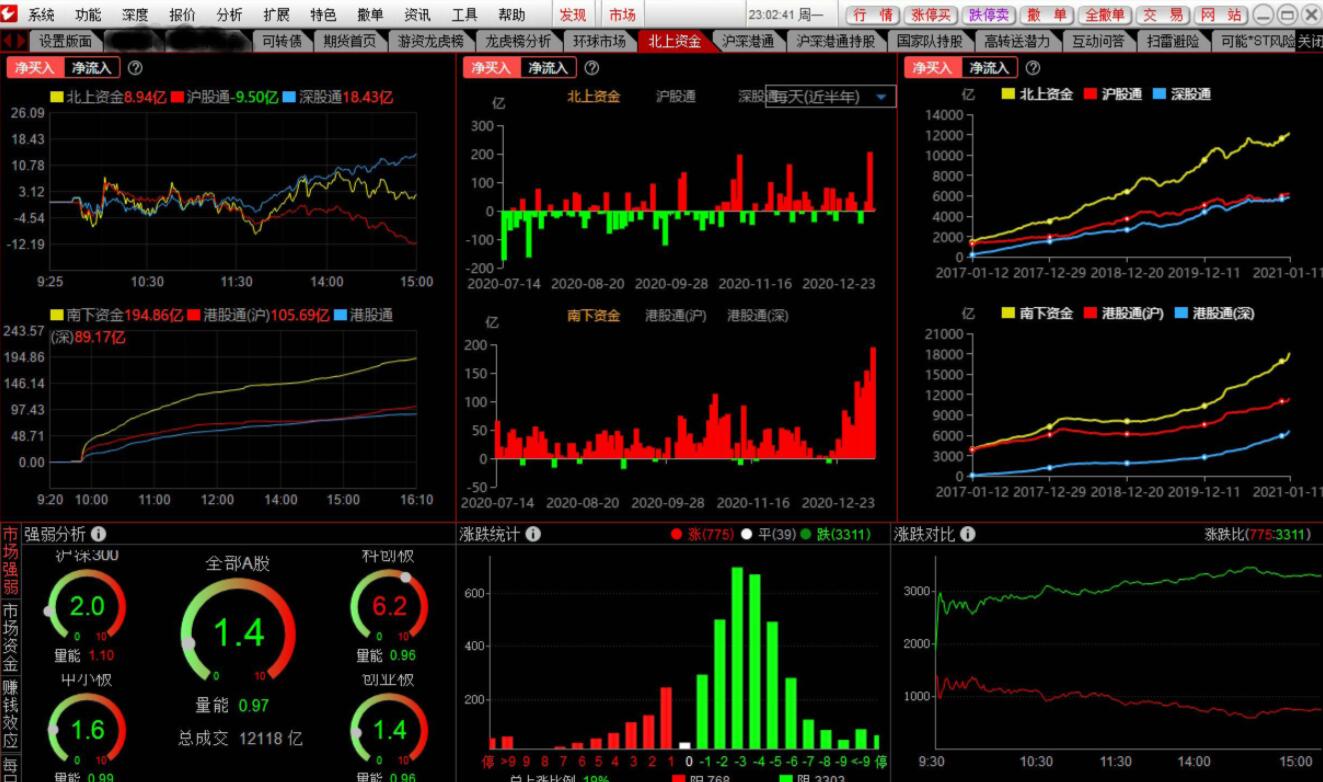 系统 功能 深度 报价 分析 扩展 特色 撤单 资讯 工具 帮助 发现 市场 23:02:41 周一 行 情 涨停买 跌停卖 撤 单 全撤单 交 易 网 站
设置版面 可转债 期货首页 游资龙虎榜 龙虎榜分析 环球市场 北上资金 沪深港通 沪深港通持股 国家队持股 高转送潜力 互动问答 扫雷避险 可能*ST风险 关闭
净买入 净流入 ?
北上资金8.94亿 沪股通-9.50亿 深股通18.43亿
26.09
18.43
10.78
3.12
-4.54
-12.19
9:25 10:30 11:30 14:00 15:00
南下资金194.86亿 港股通(沪)105.69亿 港股通
(深)89.17亿
243.57
194.86
146.14
97.43
48.71
0.00
9:20 10:00 11:00 12:00 14:00 15:00 16:10
净买入 净流入 ?
亿 北上资金 沪股通 深股通 每天(近半年)
300
200
100
0
-100
-200
2020-07-14 2020-08-20 2020-09-28 2020-11-16 2020-12-23
亿 南下资金 港股通(沪) 港股通(深)
200
150
100
50
0
-50
2020-07-14 2020-08-20 2020-09-28 2020-11-16 2020-12-23
净买入 净流入 ?
亿 北上资金 沪股通 深股通
14000
12000
10000
8000
6000
4000
2000
0
2017-01-12 2017-12-29 2018-12-20 2019-12-11 2021-01-11
亿 南下资金 港股通(沪) 港股通(深)
21000
18000
15000
12000
9000
6000
3000
0
2017-01-12 2017-12-29 2018-12-20 2019-12-11 2021-01-11
市场强弱
市场资金
赚钱效应
每日
强弱分析
沪深300
2.0
0 10
量能 1.10
中小板
1.6
0 10
量能 0.99
全部A股
1.4
0 10
量能 0.97
总成交 12118 亿
科创板
6.2
0 10
量能 0.96
创业板
1.4
0 10
量能 0.96
涨跌统计 涨(775) 平(39) 跌(3311)
600
400
200
停 >9 9 8 7 6 5 4 3 2 1 0 -1 -2 -3 -4 -5 -6 -7 -8 -9 <-9 停
总上涨比例 19% 阳 768 阴 3303
涨跌对比 涨跌比(775:3311)
3000
2000
1000
9:30 10:30 11:30 14:00 15:00